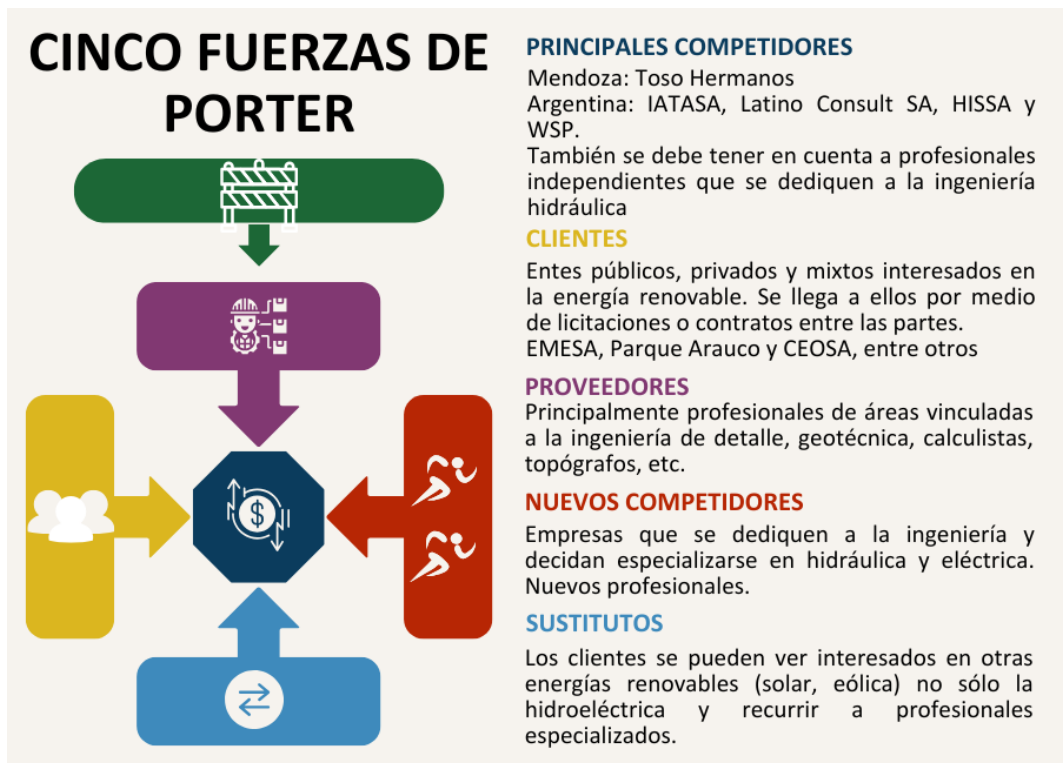 CINCO FUERZAS DE
PORTER
PRINCIPALES COMPETIDORES
Mendoza: Toso Hermanos
Argentina: IATASA, Latino Consult SA, HISSA y
WSP.
También se debe tener en cuenta a profesionales
independientes que se dediquen a la ingeniería
hidráulica
CLIENTES
Entes públicos, privados y mixtos interesados en
la energía renovable. Se llega a ellos por medio
de licitaciones o contratos entre las partes.
EMESA, Parque Arauco y CEOSA, entre otros
PROVEEDORES
Principalmente profesionales de áreas vinculadas
a la ingeniería de detalle, geotécnica, calculistas,
topógrafos, etc.
NUEVOS COMPETIDORES
Empresas que se dediquen a la ingeniería y
decidan especializarse en hidráulica y eléctrica.
Nuevos profesionales.
SUSTITUTOS
Los clientes se pueden ver interesados en otras
energías renovables (solar, eólica) no sólo la
hidroeléctrica y recurrir a profesionales
especializados.
$